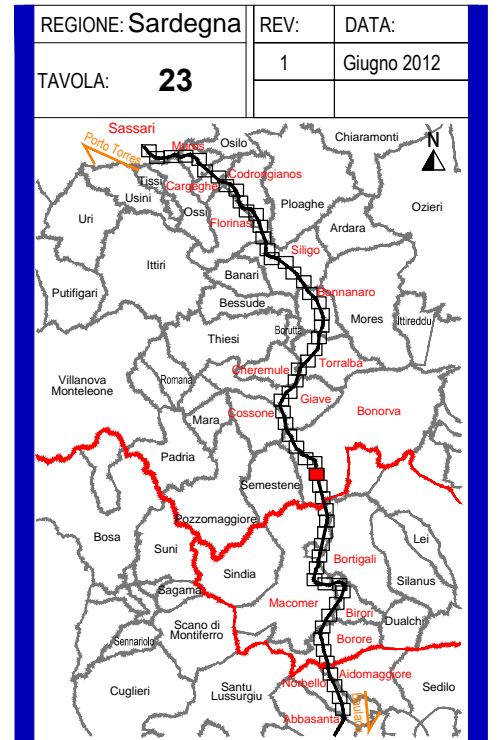 REGIONE: Sardegna
REV:
DATA:
TAVOLA: 23
1
Giugno 2012
Sassari
Porto Torres
Muros
Osilo
Chiaramonti
N
Tissi
Cargeghe
Codrongianos
Usini
Ossi
Ploaghe
Ozieri
Uri
Florinas
Ardara
Siligo
Ittiri
Banari
Bonnanaro
Putifigari
Bessude
Mores
Ittireddu
Thiesi
Borutta
Cheremule
Torralba
Villanova
Monteleone
Romana
Giave
Mara
Cossone
Bonorva
Padria
Semestene
Pozzomaggiore
Bosa
Suni
Lei
Bortigali
Sindia
Silanus
Sagama
Macomer
Birori
Dualchi
Scano di
Montiferro
Sennariolo
Borore
Aidomaggiore
Norbello
Cuglieri
Santu
Lussurgiu
Sedilo
Abbasanta